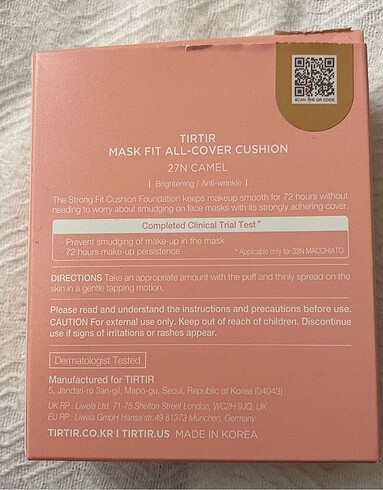 SCAN THE QR CODE
TIRTIR
MASK FIT ALL-COVER CUSHION
27N CAMEL
| Brightening / Anti-wrinkle |
The Strong Fit Cushion Foundation keeps makeup smooth for 72 hours without
needing to worry about smudging on face masks with its strongly adhering cover.
Completed Clinical Trial Test*
· Prevent smudging of make-up in the mask
· 72 hours make-up persistence
* Applicable only for 33N MACCHIATO
DIRECTIONS Take an appropriate amount with the puff and thinly spread on the
skin in a gentle tapping motion.
Please read and understand the instructions and precautions before use.
CAUTION For external use only. Keep out of reach of children. Discontinue
use if signs of irritations or rashes appear.
Dermatologist Tested
Manufactured for TIRTIR
5, Jandari-ro 3an-gil, Mapo-gu, Seoul, Republic of Korea (04043)
UK RP : Liweia Ltd. 71-75 Shelton Street London, WC2H 9JQ, UK
EU RP : Liweia GmbH Hansa str.49 81373 München, Germany
TIRTIR.CO.KR | TIRTIR.US MADE IN KOREA